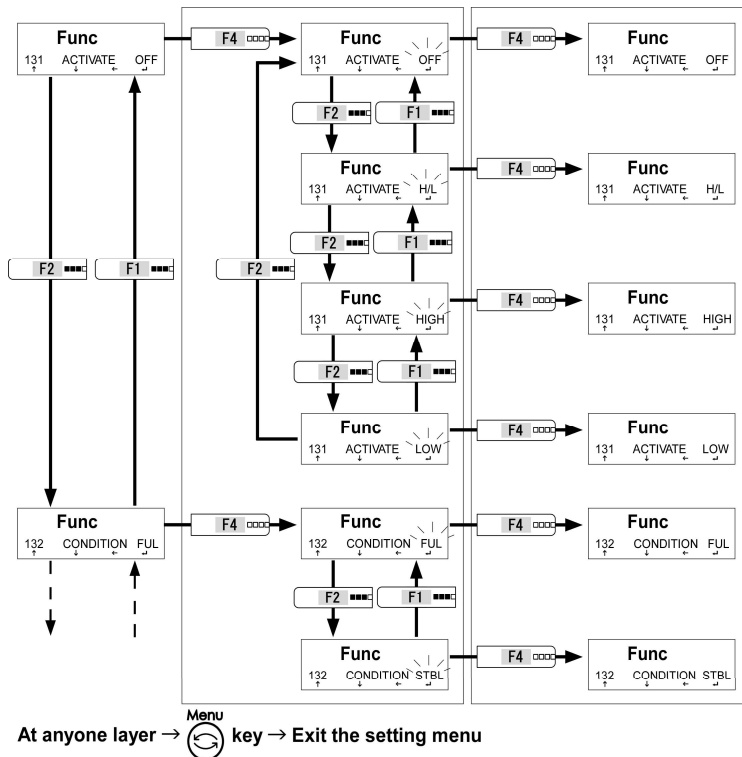 Func F4 Func F4 Func
131 ACTIVATE OFF 131 ACTIVATE OFF 131 ACTIVATE OFF
↑ ↓ ← ↵ ↑ ↓ ← ↵ ↑ ↓ ← ↵
F2 F1
Func F4 Func
131 ACTIVATE H/L 131 ACTIVATE H/L
↑ ↓ ← ↵ ↑ ↓ ← ↵
F2 F1
F2 F1 F2
Func F4 Func
131 ACTIVATE HIGH 131 ACTIVATE HIGH
↑ ↓ ← ↵ ↑ ↓ ← ↵
F2 F1
Func F4 Func
131 ACTIVATE LOW 131 ACTIVATE LOW
↑ ↓ ← ↵ ↑ ↓ ← ↵
Func F4 Func F4 Func
132 CONDITION FUL 132 CONDITION FUL 132 CONDITION FUL
↑ ↓ ← ↵ ↑ ↓ ← ↵ ↑ ↓ ← ↵
F2 F1
Func F4 Func
132 CONDITION STBL 132 CONDITION STBL
↑ ↓ ← ↵ ↑ ↓ ← ↵
Menu
At anyone layer → key → Exit the setting menu